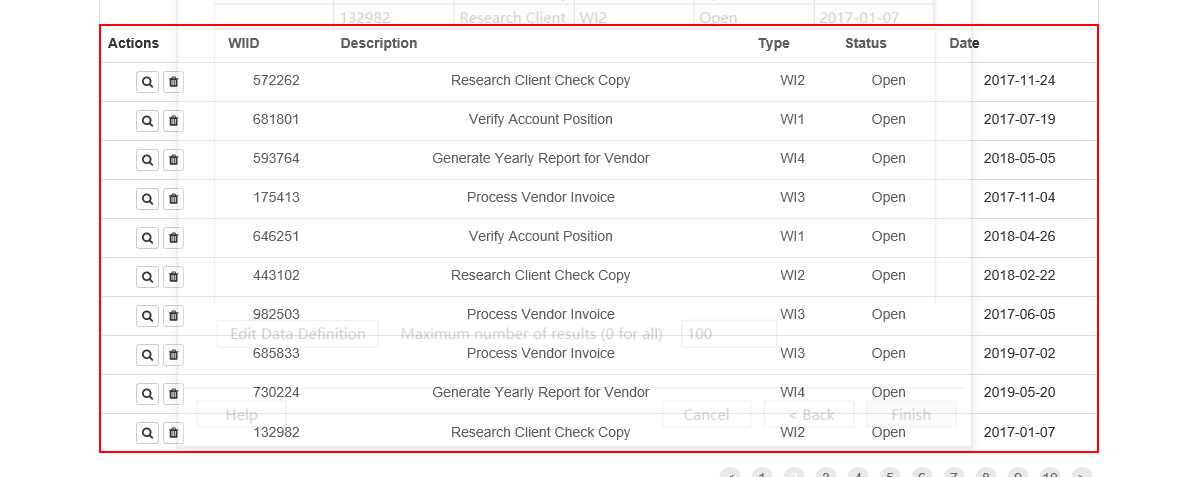 132982 Research Client WI2 Open 2017-01-07
Actions WIID Description Type Status Date
572262 Research Client Check Copy WI2 Open 2017-11-24
681801 Verify Account Position WI1 Open 2017-07-19
593764 Generate Yearly Report for Vendor WI4 Open 2018-05-05
175413 Process Vendor Invoice WI3 Open 2017-11-04
646251 Verify Account Position WI1 Open 2018-04-26
443102 Research Client Check Copy WI2 Open 2018-02-22
982503 Process Vendor Invoice WI3 Open 2017-06-05
Edit Data Definition Maximum number of results (0 for all) 100
685833 Process Vendor Invoice WI3 Open 2019-07-02
730224 Generate Yearly Report for Vendor WI4 Open 2019-05-20
Help Cancel < Back Finish
132982 Research Client Check Copy WI2 Open 2017-01-07
< 1 2 3 4 5 6 7 8 9 10 >